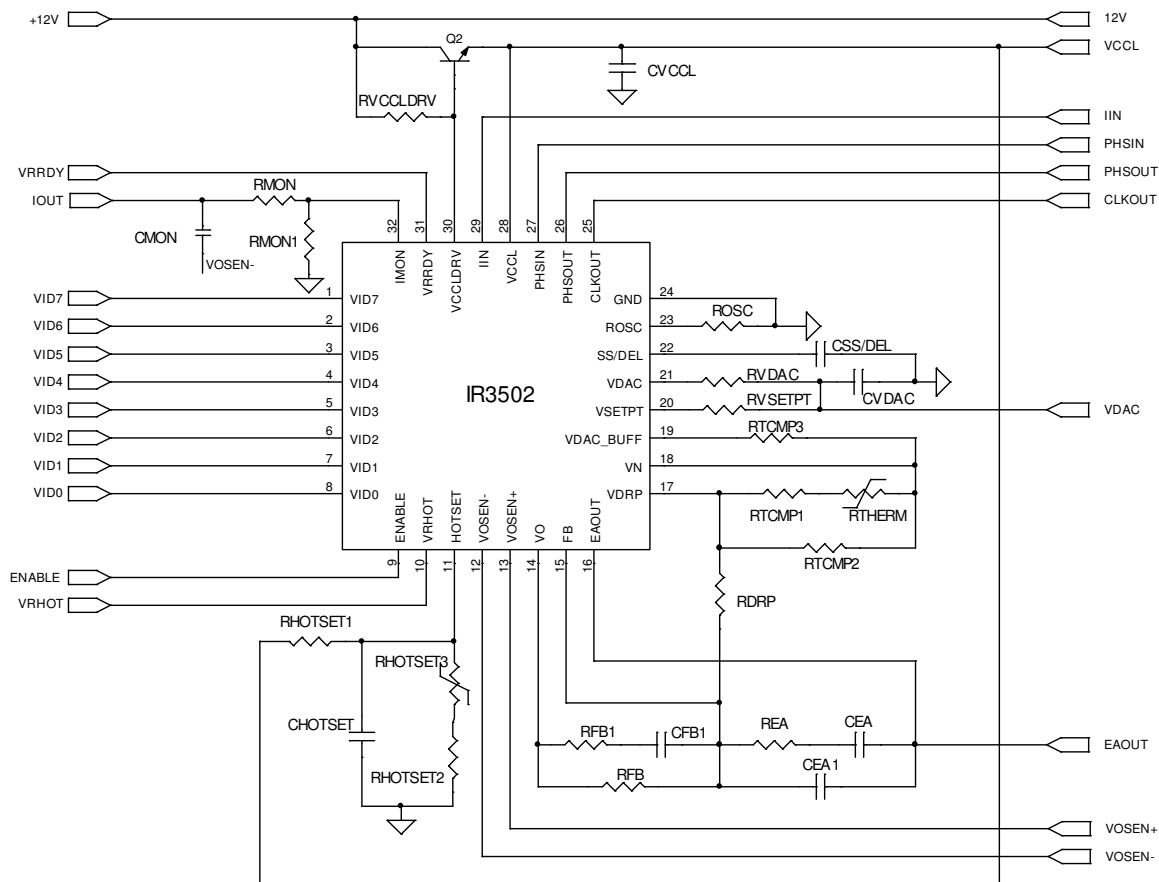 +12V
12V
Q2
VCCL
CVCCL
RVCCLDRV
IIN
PHSIN
VRRDY
PHSOUT
RMON
IOUT
CLKOUT
CMON
RMON1
VOSEN-
32
31
30
29
28
27
26
25
IMON
VRRDY
VCCLDRV
IIN
VCCL
PHSIN
PHSOUT
CLKOUT
VID7
1
VID7
GND
24
VID6
2
VID6
ROSC
23
ROSC
VID5
3
VID5
SS/DEL
22
CSS/DEL
VID4
4
VID4
IR3502
VDAC
21
RVDAC
CVDAC
VID3
5
VID3
VSETPT
20
RVSETPT
VDAC
VID2
6
VID2
VDAC_BUFF
19
RTCMP3
VID1
7
VID1
VN
18
VID0
8
VID0
VDRP
17
RTCMP1
RTHERM
ENABLE
VRHOT
HOTSET
VOSEN-
VOSEN+
VO
FB
EAOUT
9
10
11
12
13
14
15
16
RTCMP2
ENABLE
RDRP
VRHOT
RHOTSET1
RHOTSET3
CHOTSET
RHOTSET2
RFB1
CFB1
REA
CEA
EAOUT
RFB
CEA1
VOSEN+
VOSEN-